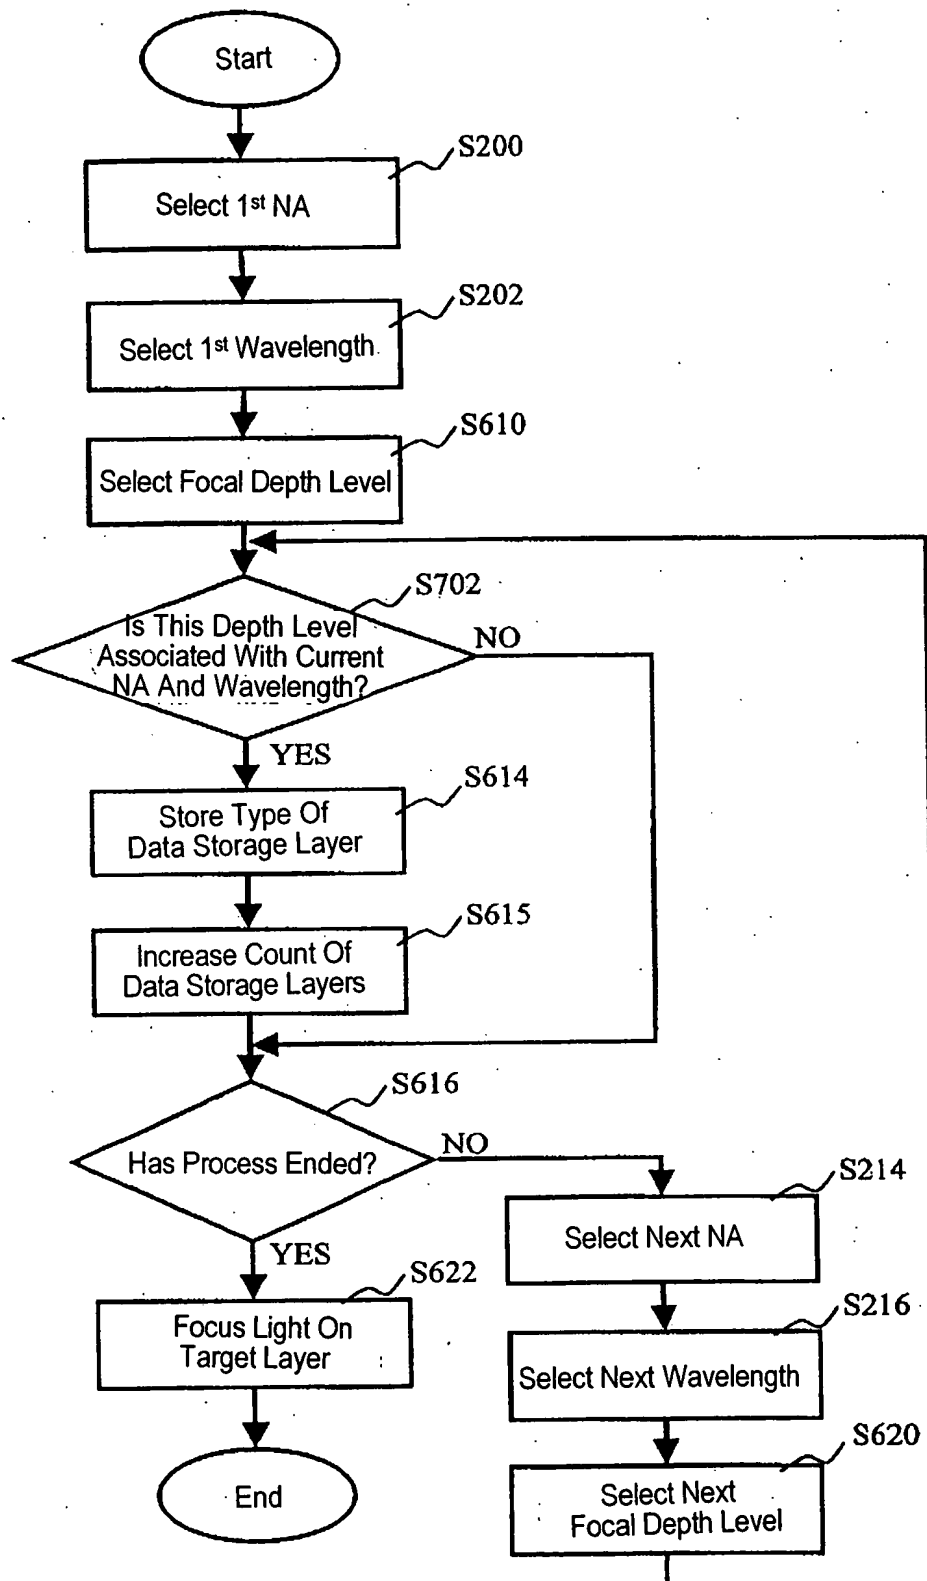 Start
S200
Select 1st NA
S202
Select 1st Wavelength
S610
Select Focal Depth Level
S702
Is This Depth Level
Associated With Current
NA And Wavelength?
NO
YES
S614
Store Type Of
Data Storage Layer
S615
Increase Count Of
Data Storage Layers
S616
Has Process Ended?
NO
YES
S214
Select Next NA
S622
Focus Light On
Target Layer
S216
Select Next Wavelength
S620
Select Next
Focal Depth Level
End